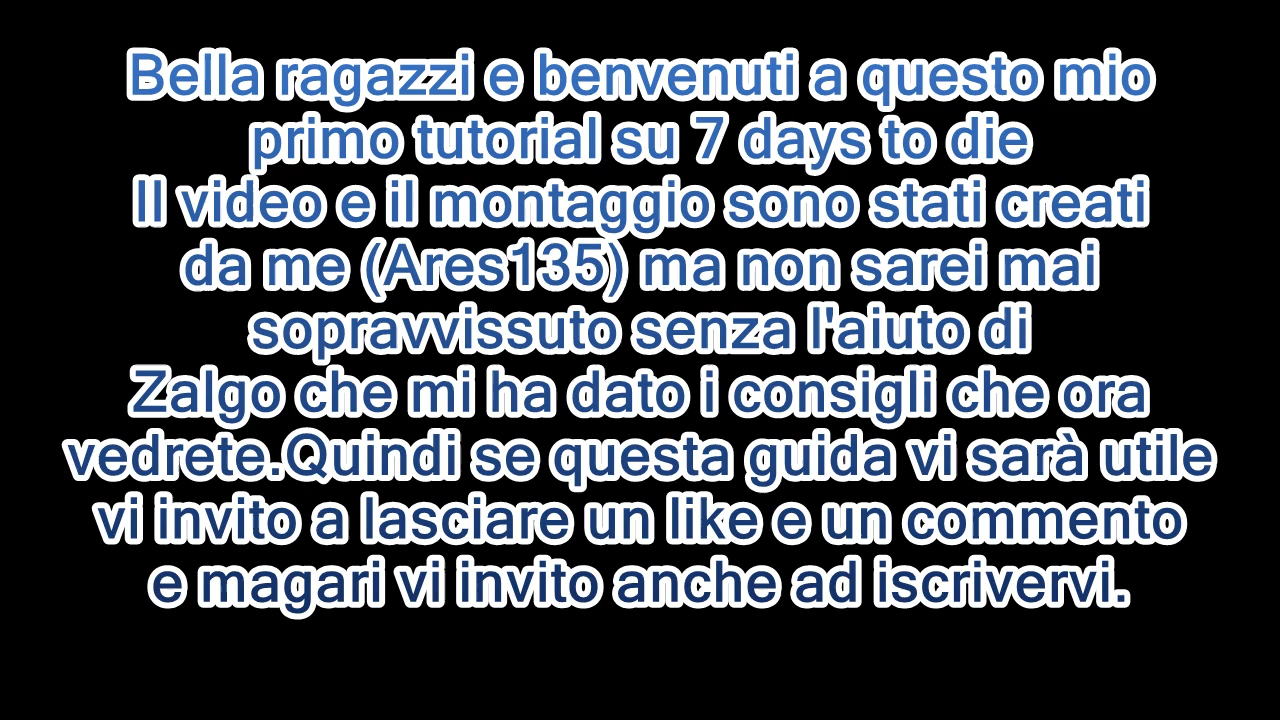 Bella ragazzi e benvenuti a questo mio
primo tutorial su 7 days to die
Il video e il montaggio sono stati creati
da me (Ares135) ma non sarei mai
sopravvissuto senza l'aiuto di
Zalgo che mi ha dato i consigli che ora
vedrete.Quindi se questa guida vi sarà utile
vi invito a lasciare un like e un commento
e magari vi invito anche ad iscrivervi.